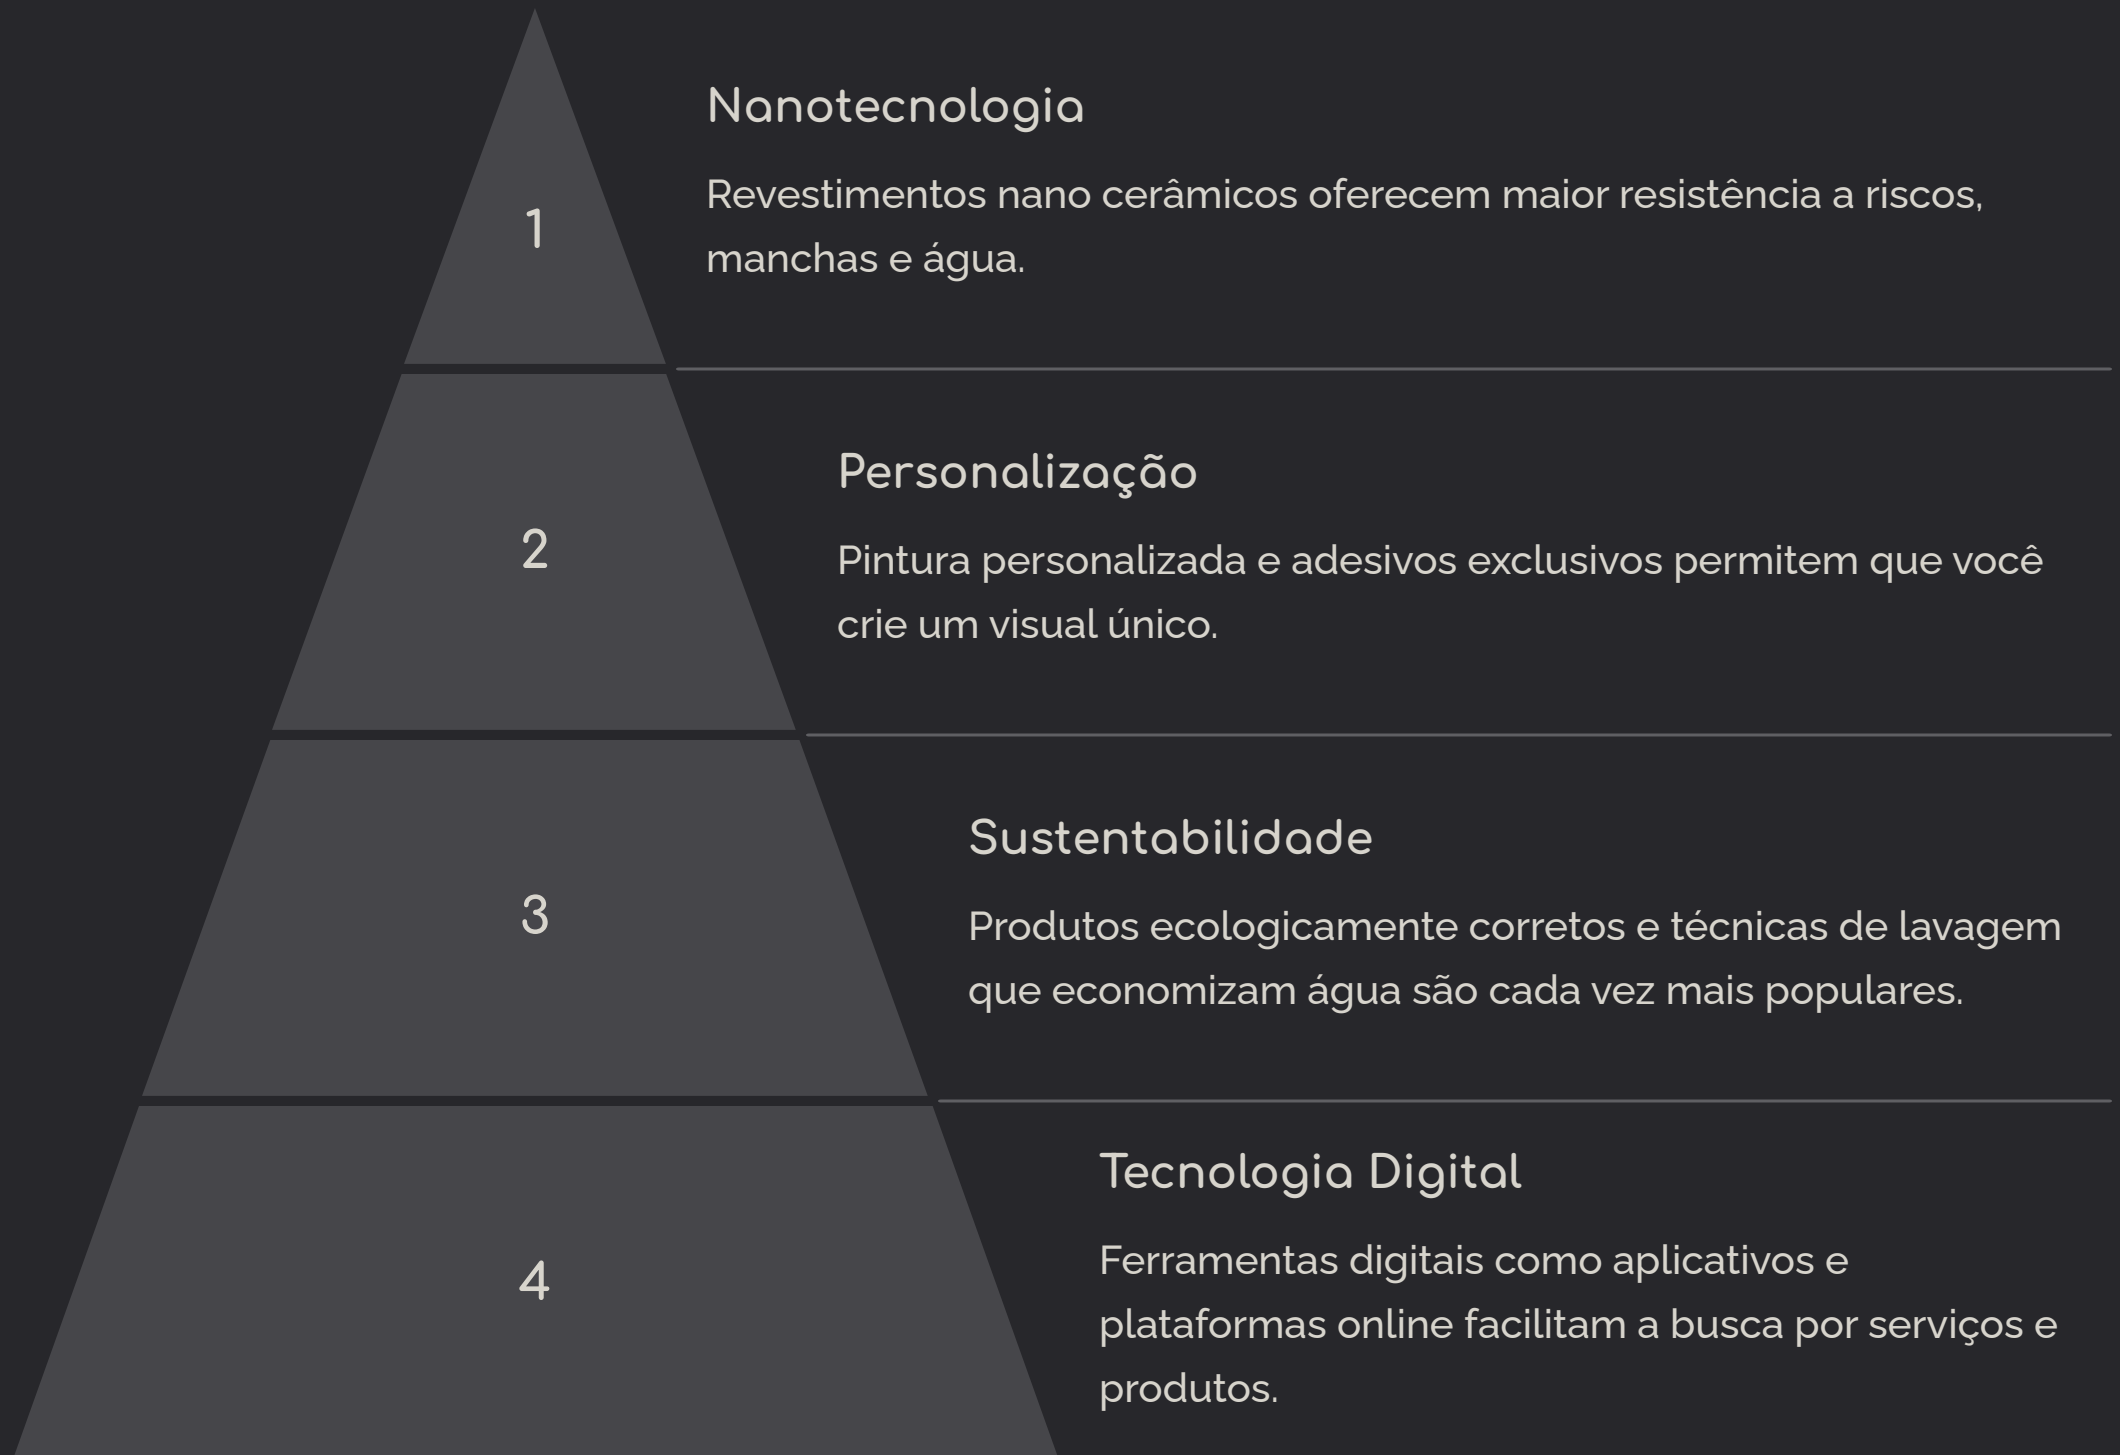 1
Nanotecnologia
Revestimentos nano cerâmicos oferecem maior resistência a riscos,
manchas e água.
2
Personalização
Pintura personalizada e adesivos exclusivos permitem que você
crie um visual único.
3
Sustentabilidade
Produtos ecologicamente corretos e técnicas de lavagem
que economizam água são cada vez mais populares.
4
Tecnologia Digital
Ferramentas digitais como aplicativos e
plataformas online facilitam a busca por serviços e
produtos.